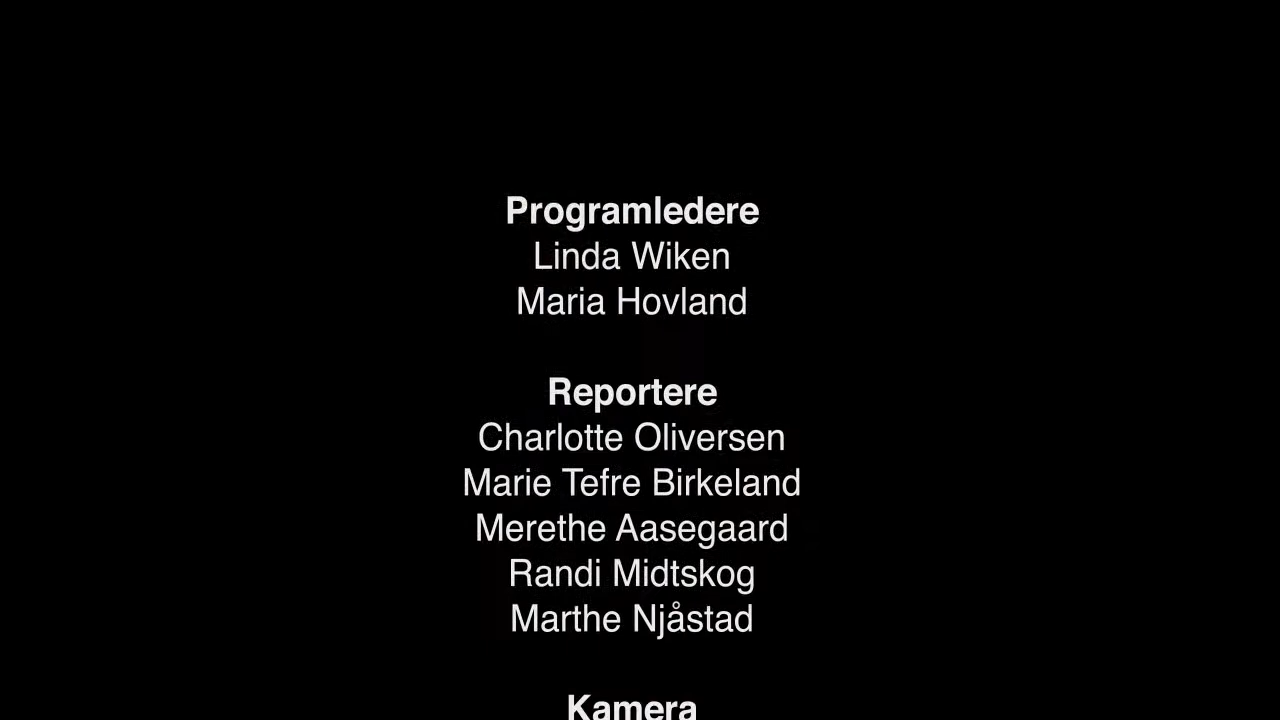 Programledere
Linda Wiken
Maria Hovland
Reportere
Charlotte Oliversen
Marie Tefre Birkeland
Merethe Aasegaard
Randi Midtskog
Marthe Njåstad
Kamera